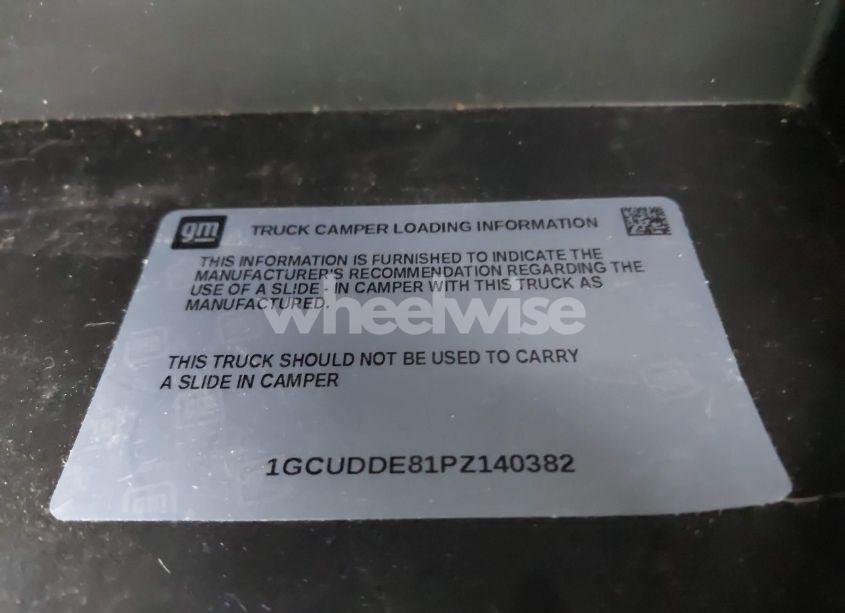 gm TRUCK CAMPER LOADING INFORMATION
THIS INFORMATION IS FURNISHED TO INDICATE THE
MANUFACTURER'S RECOMMENDATION REGARDING THE
USE OF A SLIDE - IN CAMPER WITH THIS TRUCK AS
MANUFACTURED.
wheelwise
THIS TRUCK SHOULD NOT BE USED TO CARRY
A SLIDE IN CAMPER
1GCUDDE81PZ140382